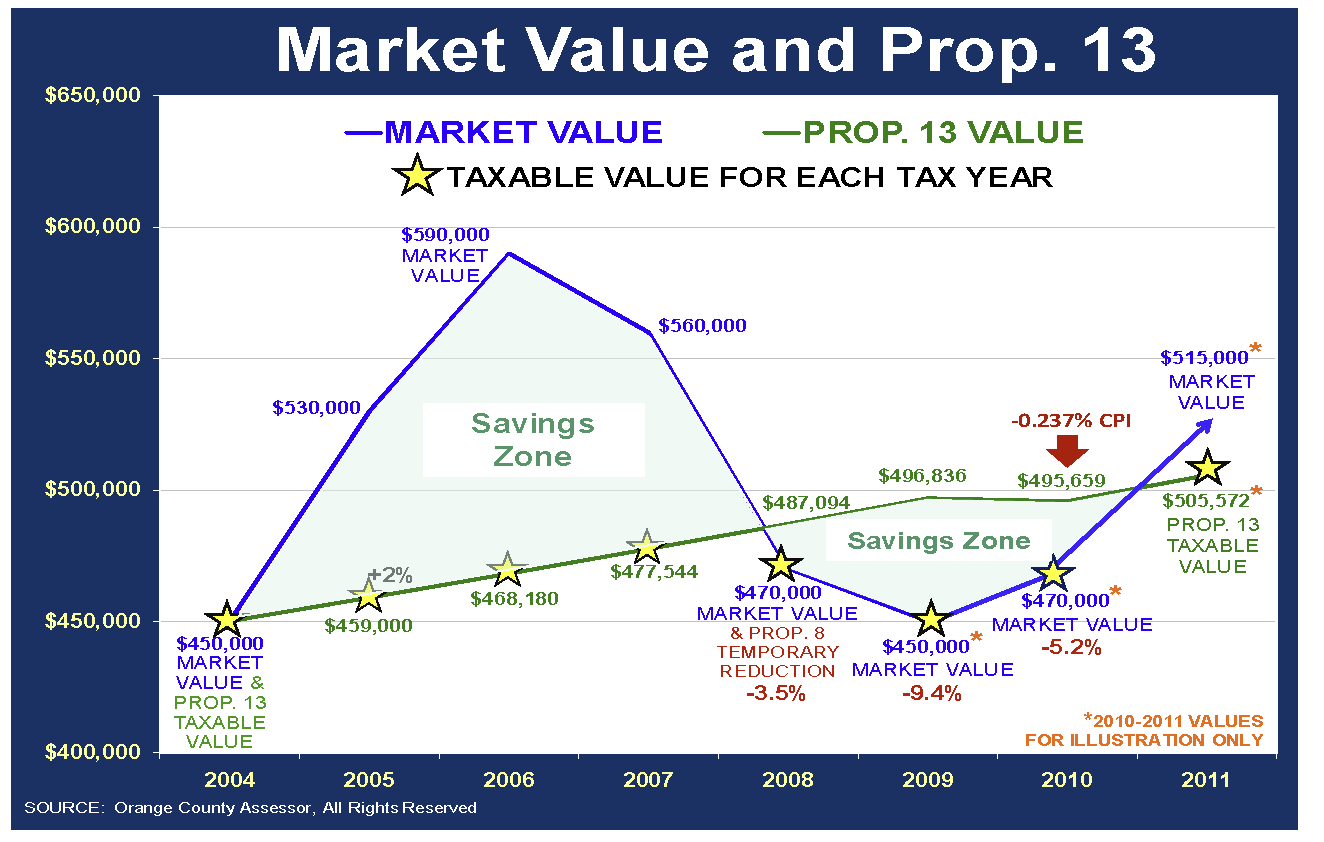 Market Value and Prop. 13
$650,000
$600,000
$550,000
$500,000
$450,000
$400,000
MARKET VALUE
PROP. 13 VALUE
TAXABLE VALUE FOR EACH TAX YEAR
$590,000
MARKET
VALUE
$560,000
$530,000
Savings
Zone
$515,000*
MARKET
VALUE
-0.237% CPI
$496,836
$495,659
$487,094
$505,572*
PROP. 13
TAXABLE
VALUE
Savings Zone
+2%
$477,544
$468,180
$459,000
$450,000
MARKET
VALUE &
PROP. 13
TAXABLE
VALUE
$470,000
MARKET VALUE
& PROP. 8
TEMPORARY
REDUCTION
-3.5%
$450,000*
MARKET VALUE
-9.4%
$470,000*
MARKET VALUE
-5.2%
*2010-2011 VALUES
FOR ILLUSTRATION ONLY
2004
2005
2006
2007
2008
2009
2010
2011
SOURCE: Orange County Assessor, All Rights Reserved